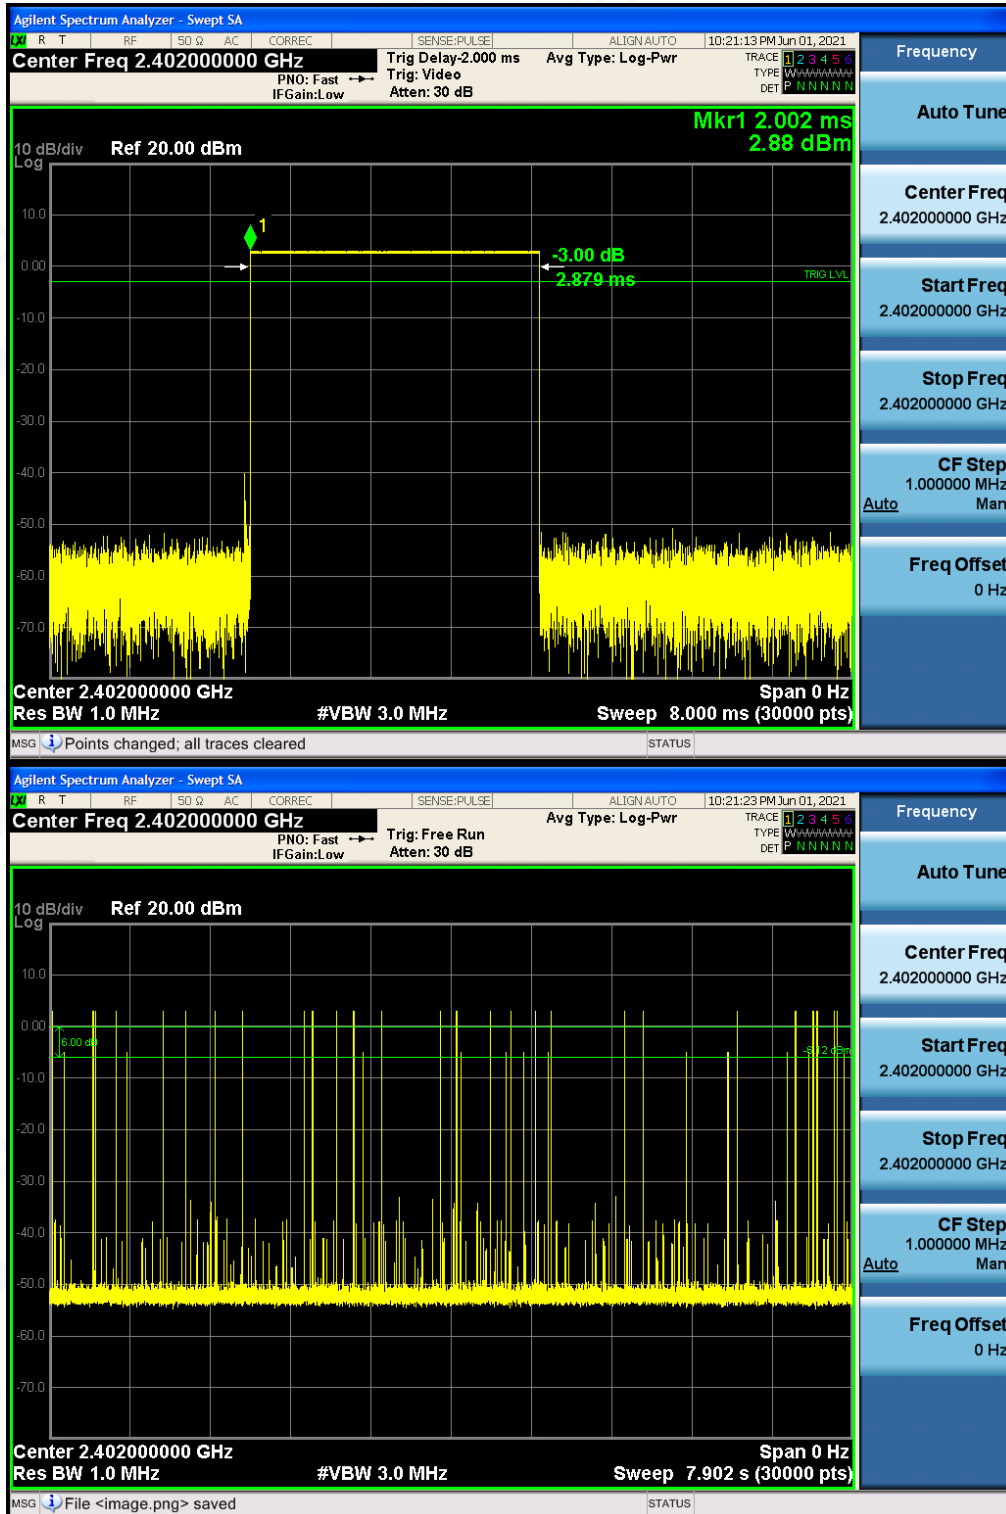 Agilent Spectrum Analyzer - Swept SA
LXI R T RF 50 Ω AC CORREC SENSE:PULSE ALIGN AUTO 10:21:13 PM Jun 01, 2021
Center Freq 2.402000000 GHz
PNO: Fast
IFGain:Low
Trig Delay-2.000 ms
Trig: Video
Atten: 30 dB
Avg Type: Log-Pwr
TRACE 1 2 3 4 5 6
TYPE WWWWWW
DET P N N N N N
Mkr1 2.002 ms
2.88 dBm
10 dB/div Ref 20.00 dBm
Log
10.0
1
0.00
-3.00 dB
2.879 ms
TRIG LVL
-10.0
-20.0
-30.0
-40.0
-50.0
-60.0
-70.0
Center 2.402000000 GHz Span 0 Hz
Res BW 1.0 MHz #VBW 3.0 MHz Sweep 8.000 ms (30000 pts)
MSG Points changed; all traces cleared STATUS
Frequency
Auto Tune
Center Freq
2.402000000 GHz
Start Freq
2.402000000 GHz
Stop Freq
2.402000000 GHz
CF Step
1.000000 MHz
Auto Man
Freq Offset
0 Hz
Agilent Spectrum Analyzer - Swept SA
LXI R T RF 50 Ω AC CORREC SENSE:PULSE ALIGN AUTO 10:21:23 PM Jun 01, 2021
Center Freq 2.402000000 GHz
PNO: Fast
IFGain:Low
Trig: Free Run
Atten: 30 dB
Avg Type: Log-Pwr
TRACE 1 2 3 4 5 6
TYPE WWWWWW
DET P N N N N N
10 dB/div Ref 20.00 dBm
Log
10.0
0.00
6.00 dB
-10.0
-20.0
-30.0
-40.0
-50.0
-60.0
-70.0
Center 2.402000000 GHz Span 0 Hz
Res BW 1.0 MHz #VBW 3.0 MHz Sweep 7.902 s (30000 pts)
MSG File <image.png> saved STATUS
Frequency
Auto Tune
Center Freq
2.402000000 GHz
Start Freq
2.402000000 GHz
Stop Freq
2.402000000 GHz
CF Step
1.000000 MHz
Auto Man
Freq Offset
0 Hz